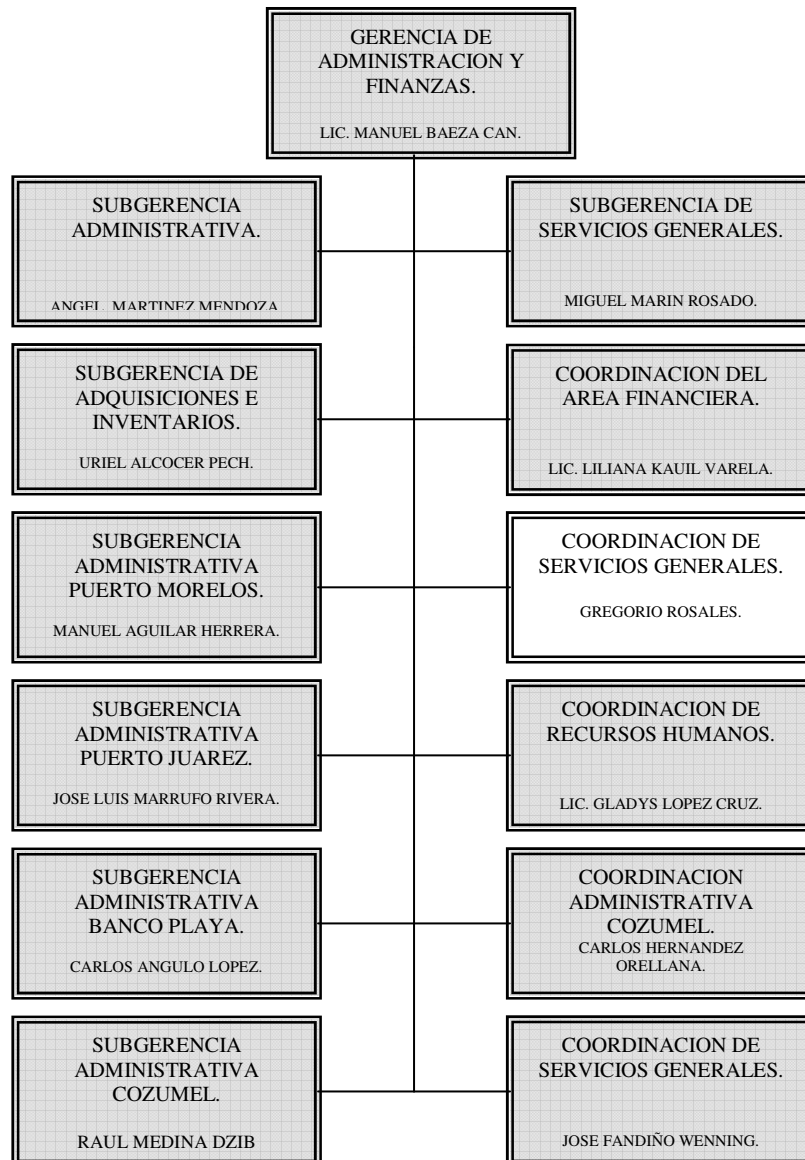 GERENCIA DE
ADMINISTRACION Y
FINANZAS.
LIC. MANUEL BAEZA CAN.
SUBGERENCIA
ADMINISTRATIVA.
ANGEL MARTINEZ MENDOZA
SUBGERENCIA DE
SERVICIOS GENERALES.
MIGUEL MARIN ROSADO.
SUBGERENCIA DE
ADQUISICIONES E
INVENTARIOS.
URIEL ALCOCER PECH.
COORDINACION DEL
AREA FINANCIERA.
LIC. LILIANA KAUIL VARELA.
SUBGERENCIA
ADMINISTRATIVA
PUERTO MORELOS.
MANUEL AGUILAR HERRERA.
COORDINACION DE
SERVICIOS GENERALES.
GREGORIO ROSALES.
SUBGERENCIA
ADMINISTRATIVA
PUERTO JUAREZ.
JOSE LUIS MARRUFO RIVERA.
COORDINACION DE
RECURSOS HUMANOS.
LIC. GLADYS LOPEZ CRUZ.
SUBGERENCIA
ADMINISTRATIVA
BANCO PLAYA.
CARLOS ANGULO LOPEZ.
COORDINACION
ADMINISTRATIVA
COZUMEL.
CARLOS HERNANDEZ
ORELLANA.
SUBGERENCIA
ADMINISTRATIVA
COZUMEL.
RAUL MEDINA DZIB
COORDINACION DE
SERVICIOS GENERALES.
JOSE FANDIÑO WENNING.